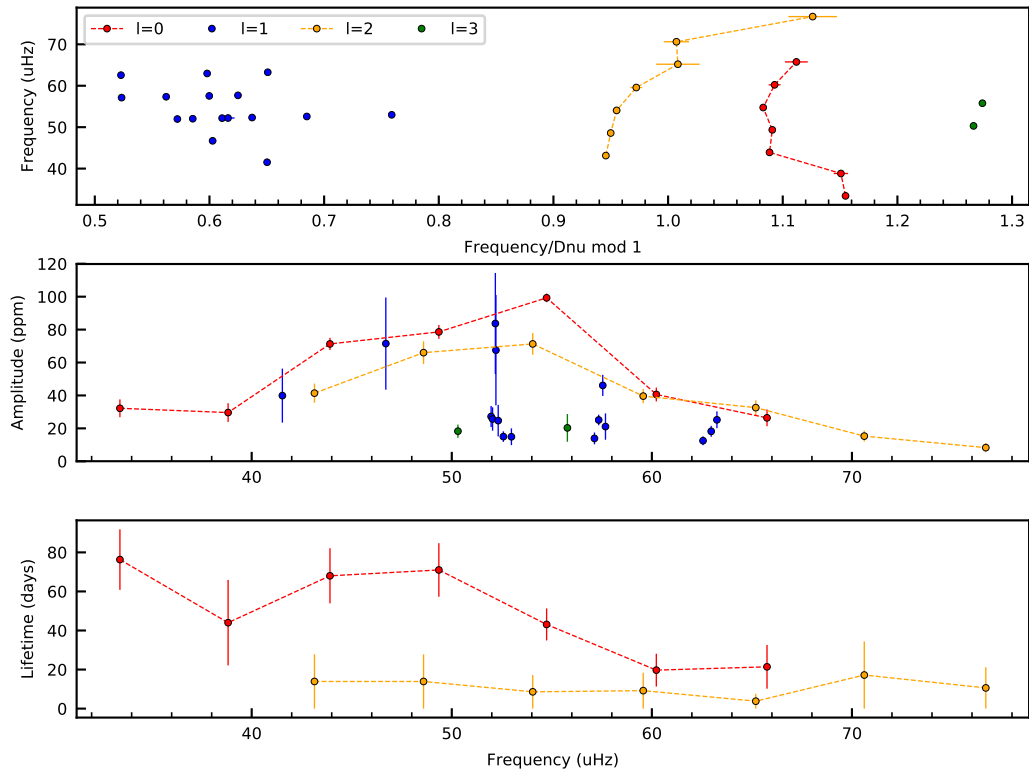 l=0 l=1 l=2 l=3
Frequency (uHz)
70
60
50
40
0.5 0.6 0.7 0.8 0.9 1.0 1.1 1.2 1.3
Frequency/Dnu mod 1
Amplitude (ppm)
120
100
80
60
40
20
0
40 50 60 70
Lifetime (days)
80
60
40
20
0
40 50 60 70
Frequency (uHz)